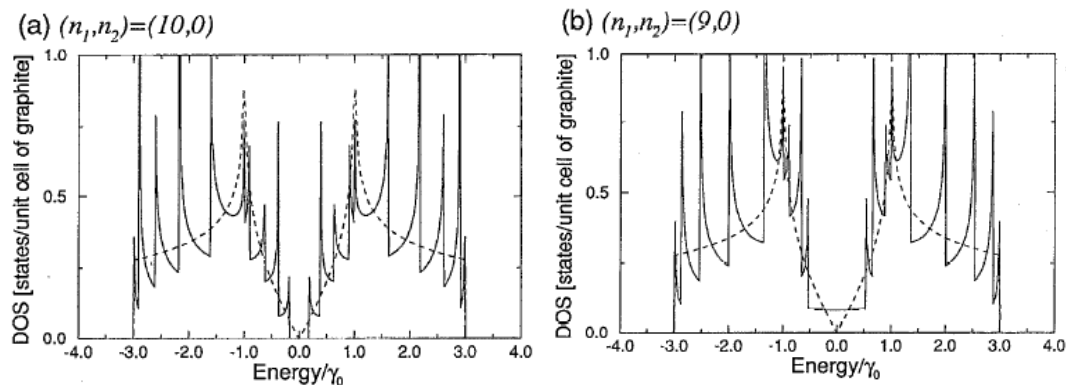 (a) (n₁,n₂)=(10,0)
DOS [states/unit cell of graphite]
1.0
0.5
0.0
-4.0 -3.0 -2.0 -1.0 0.0 1.0 2.0 3.0 4.0
Energy/γ₀
(b) (n₁,n₂)=(9,0)
DOS [states/unit cell of graphite]
1.0
0.5
0.0
-4.0 -3.0 -2.0 -1.0 0.0 1.0 2.0 3.0 4.0
Energy/γ₀